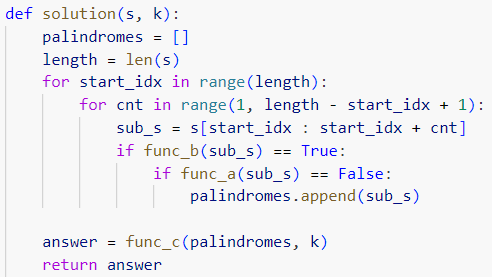 def solution(s, k):
    palindromes = []
    length = len(s)
    for start_idx in range(length):
        for cnt in range(1, length - start_idx + 1):
            sub_s = s[start_idx : start_idx + cnt]
            if func_b(sub_s) == True:
                if func_a(sub_s) == False:
                    palindromes.append(sub_s)

    answer = func_c(palindromes, k)
    return answer